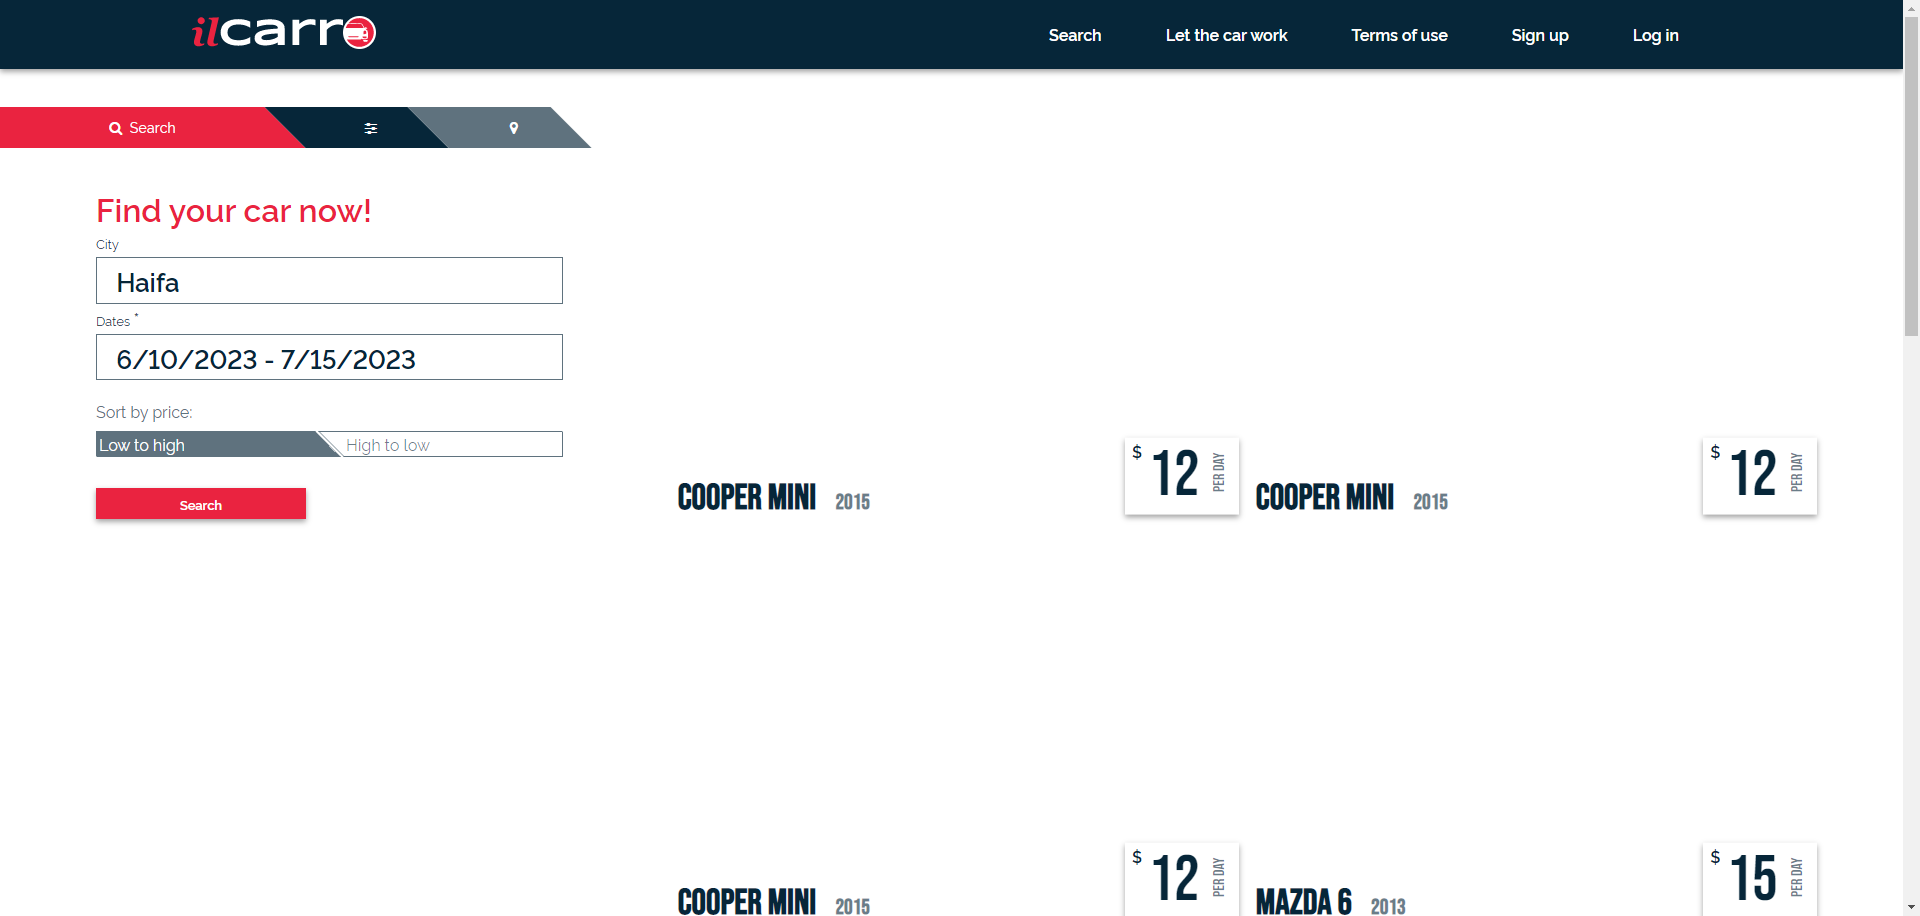 ilcarro
Search
Let the car work
Terms of use
Sign up
Log in
Search
Find your car now!
City
Haifa
Dates *
6/10/2023 - 7/15/2023
Sort by price:
Low to high
High to low
Search
COOPER MINI 2015
$ 12 PER DAY
COOPER MINI 2015
$ 12 PER DAY
COOPER MINI 2015
$ 12 PER DAY
MAZDA 6 2013
$ 15 PER DAY